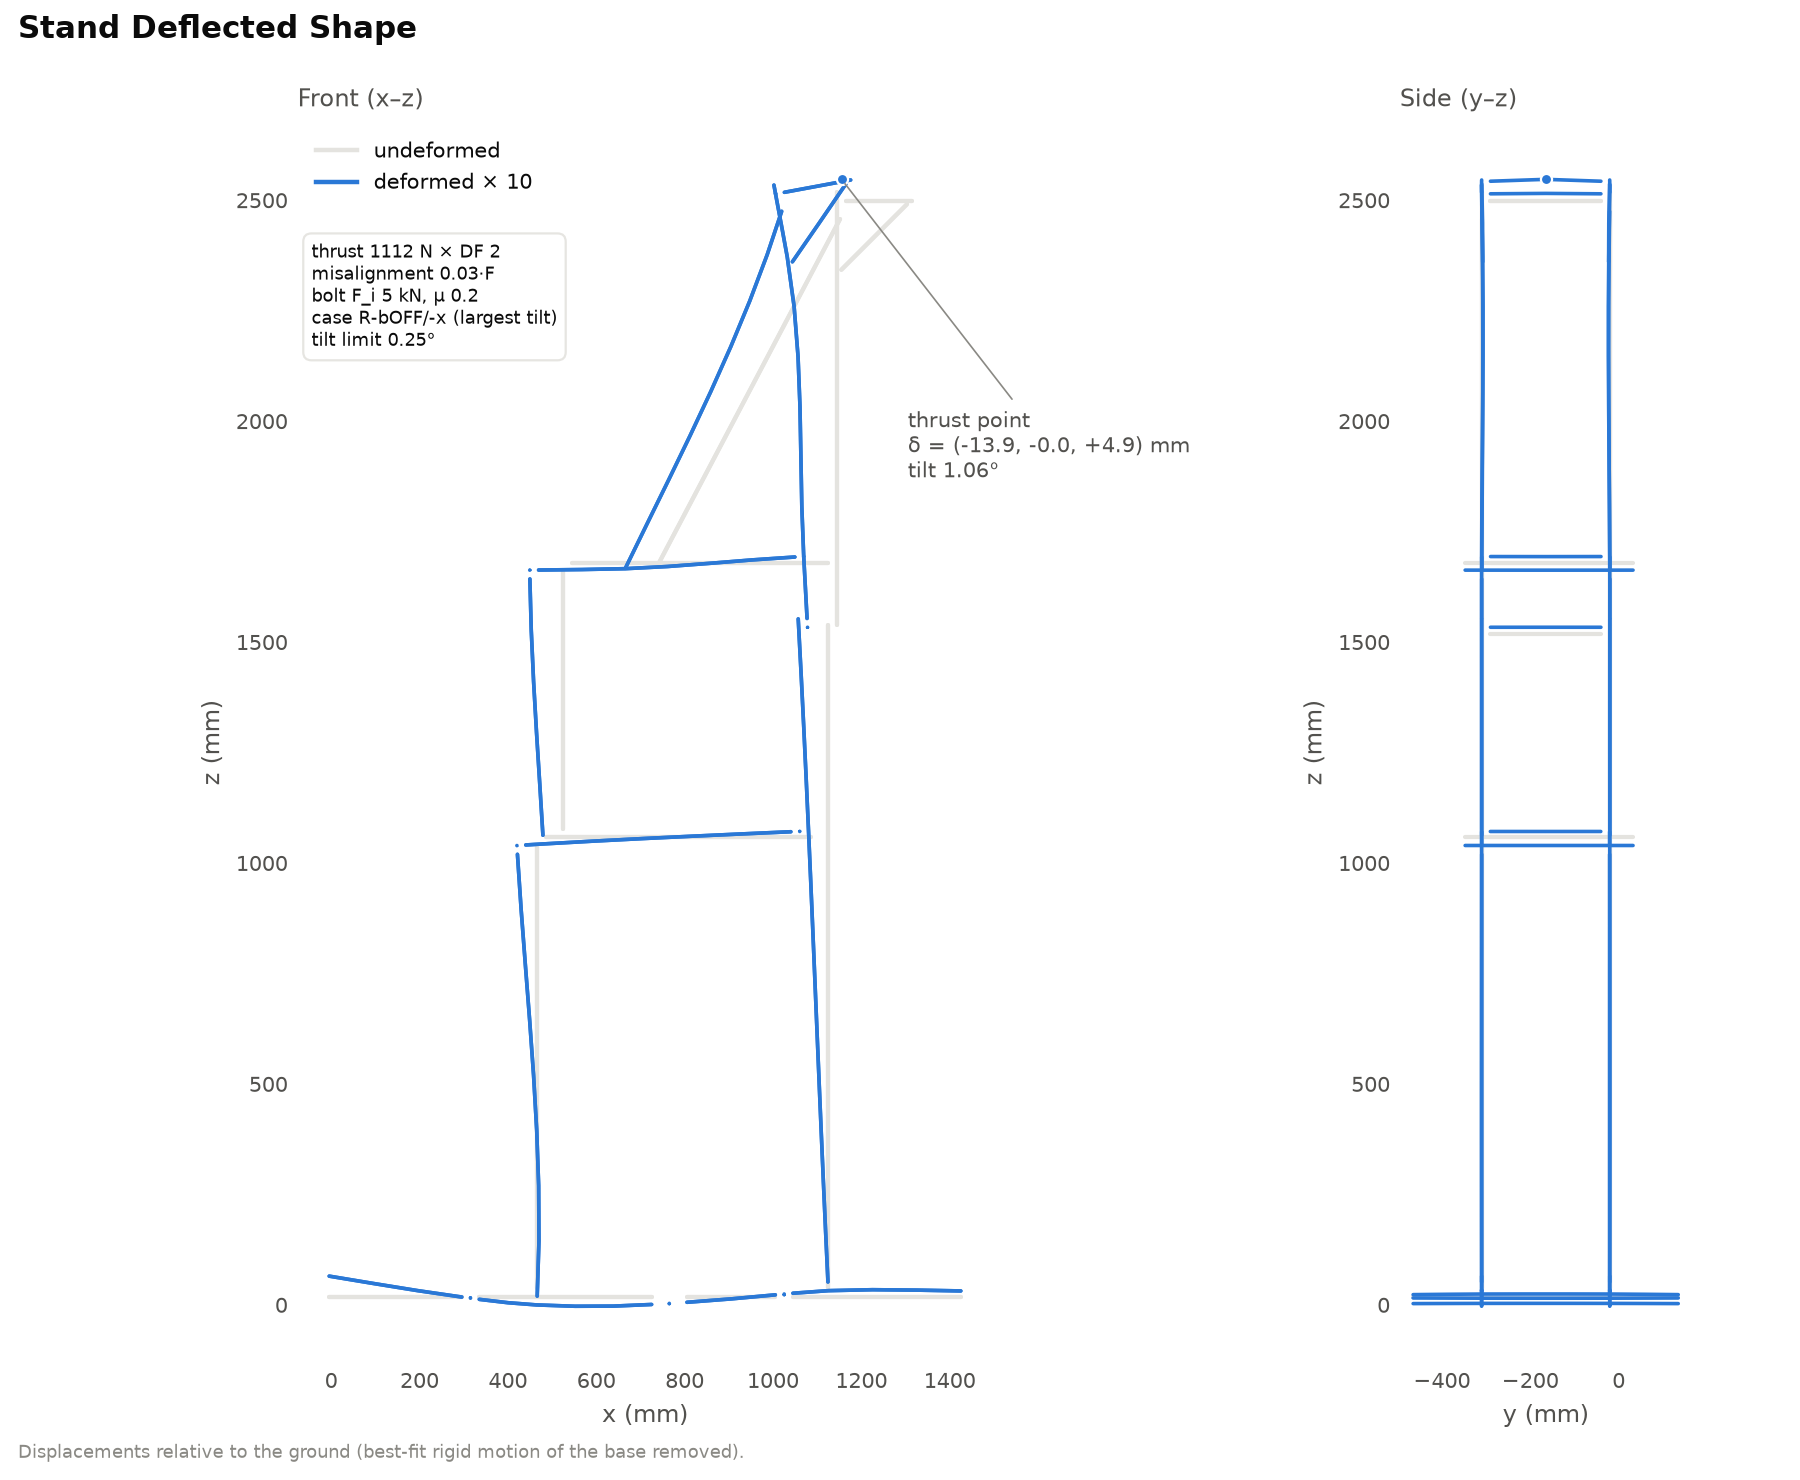 Stand Deflected Shape
Front (x–z)
Side (y–z)
undeformed
deformed × 10
thrust 1112 N × DF 2
misalignment 0.03·F
bolt F_i 5 kN, μ 0.2
case R-bOFF/-x (largest tilt)
tilt limit 0.25°
thrust point
δ = (-13.9, -0.0, +4.9) mm
tilt 1.06°
2500
2000
1500
1000
500
0
z (mm)
0 200 400 600 800 1000 1200 1400
x (mm)
2500
2000
1500
1000
500
0
z (mm)
−400 −200 0
y (mm)
Displacements relative to the ground (best-fit rigid motion of the base removed).